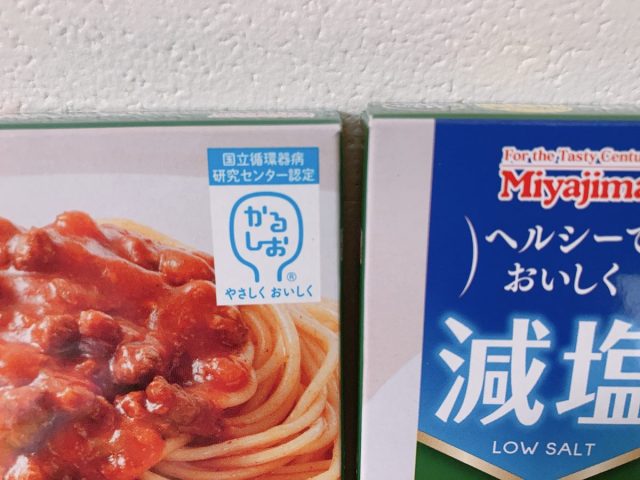 国立循環器病
研究センター認定
かるしお
®
やさしく おいしく
For the Tasty
Miyajima
ヘルシーで
おいしく
減塩
LOW SALT